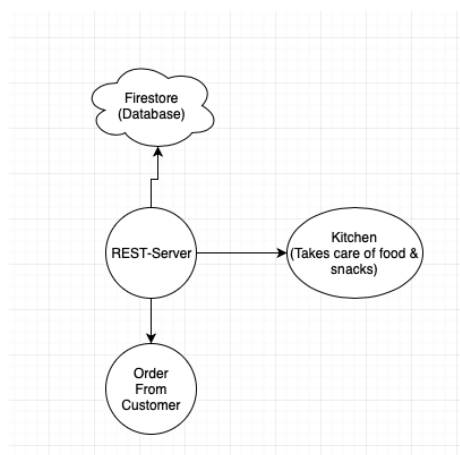 Firestore
(Database)
REST-Server
Kitchen
(Takes care of food &
snacks)
Order
From
Customer